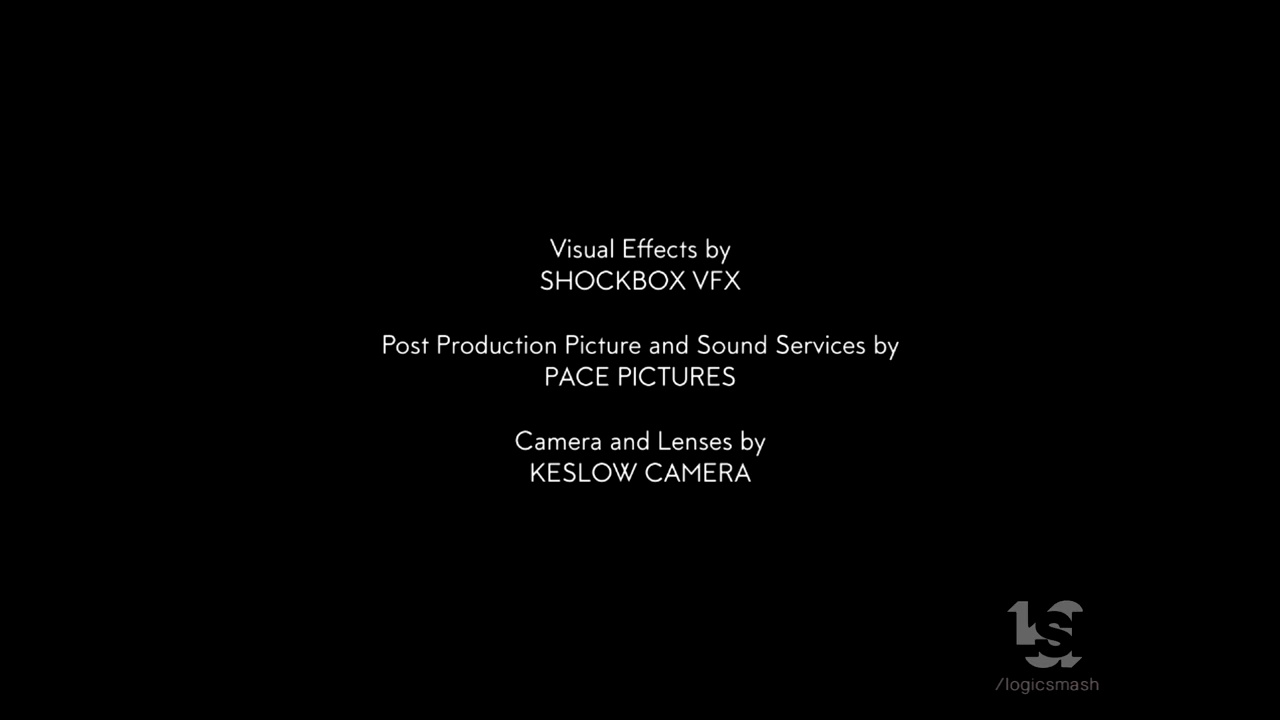 Visual Effects by
SHOCKBOX VFX
Post Production Picture and Sound Services by
PACE PICTURES
Camera and Lenses by
KESLOW CAMERA
/logicsmash